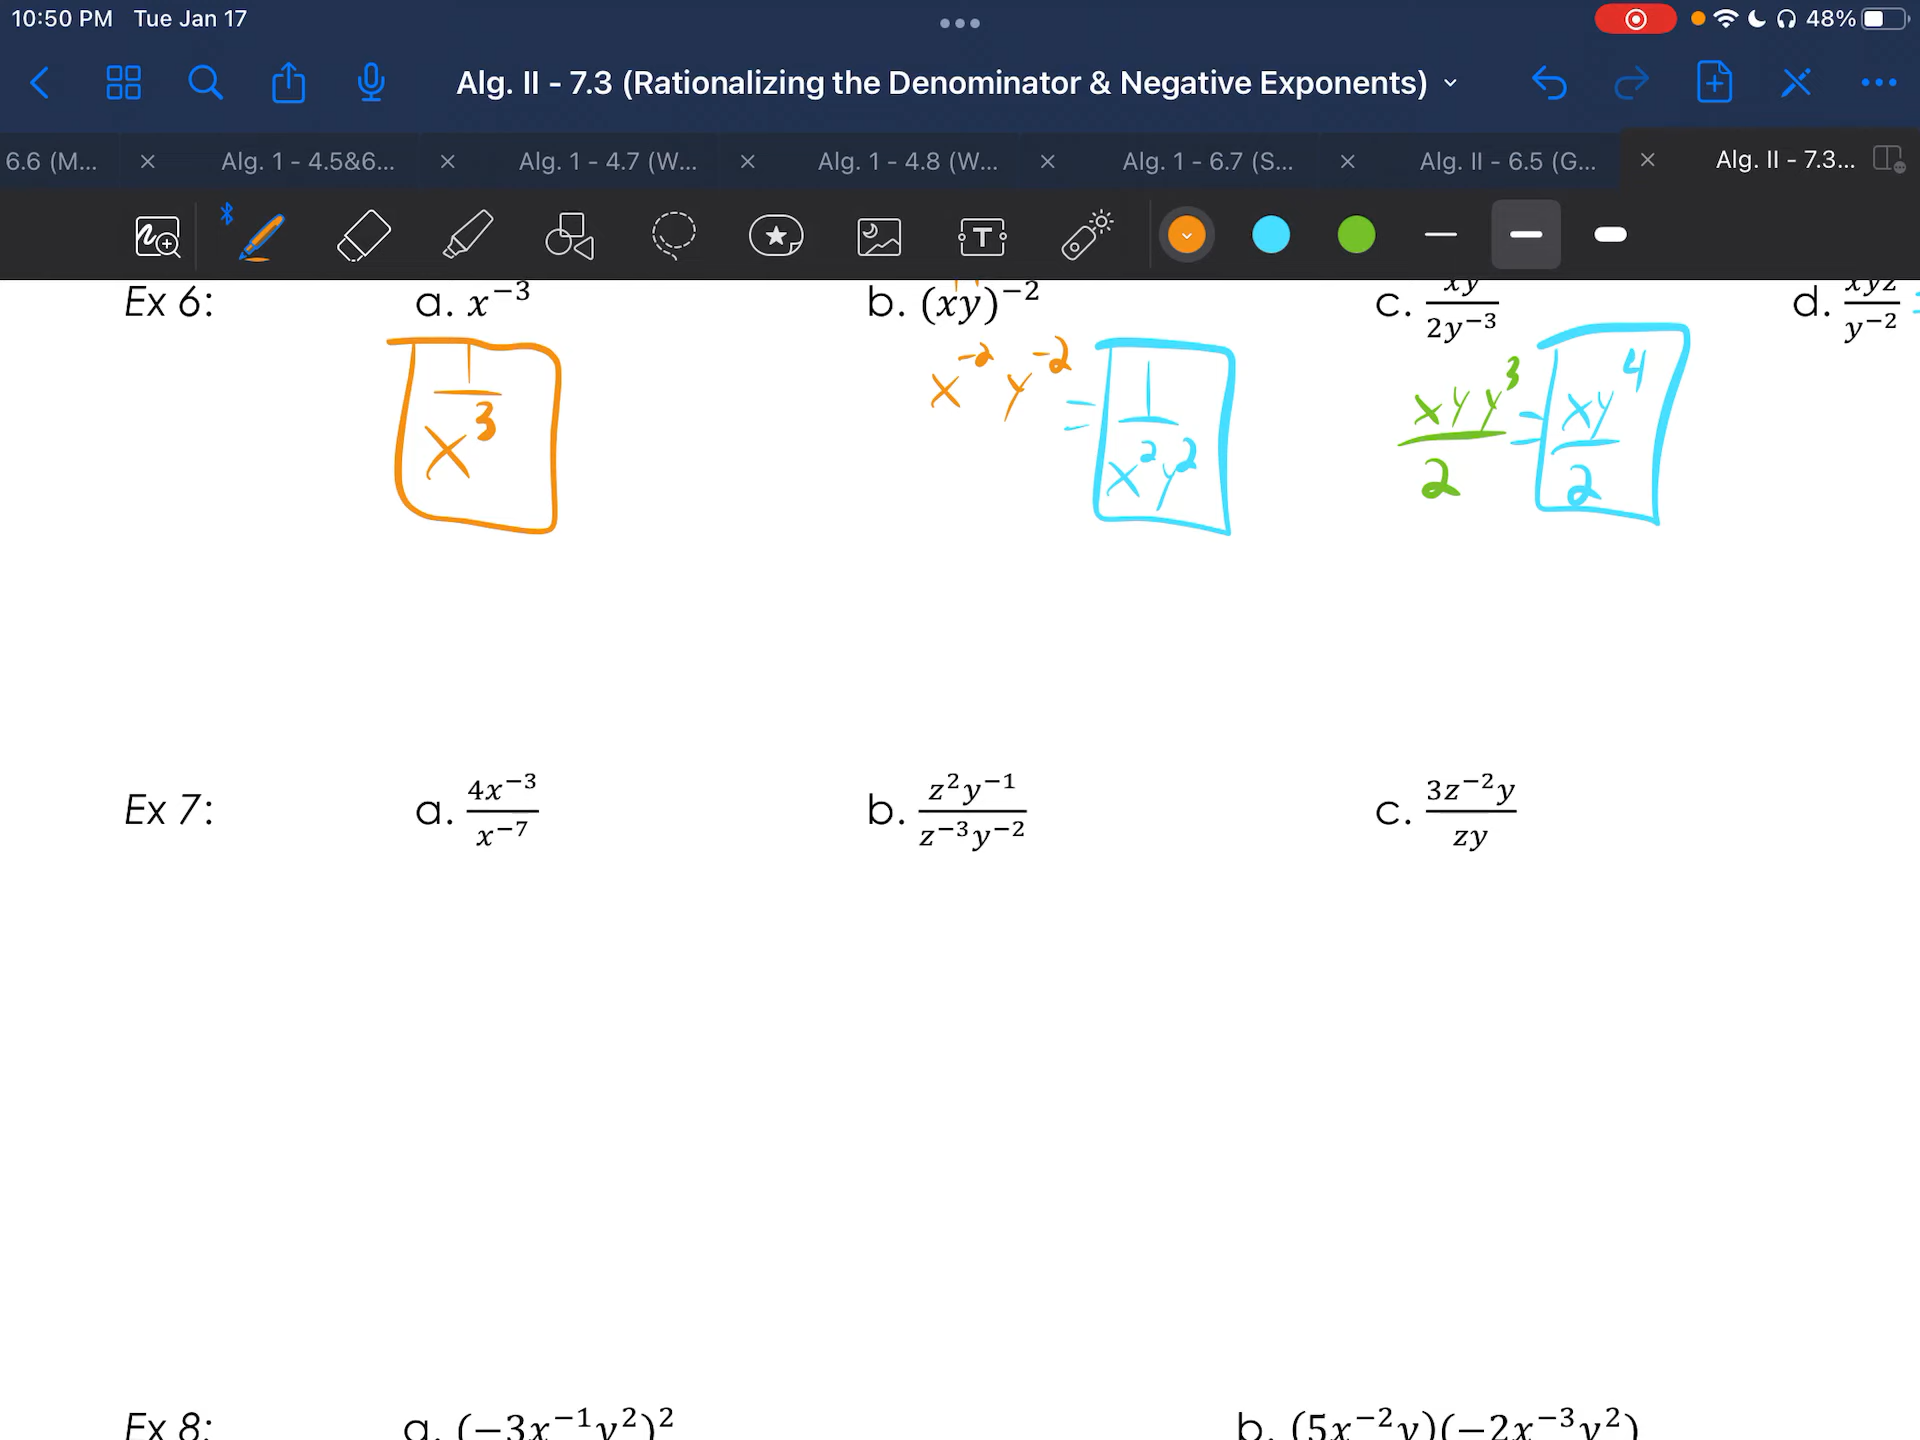 10:50 PM Tue Jan 17 48%
Alg. II - 7.3 (Rationalizing the Denominator & Negative Exponents)
6.6 (M... Alg. 1 - 4.5&6... Alg. 1 - 4.7 (W... Alg. 1 - 4.8 (W... Alg. 1 - 6.7 (S... Alg. II - 6.5 (G... Alg. II - 7.3...
Ex 6: a. x⁻³ b. (xy)⁻² c. xy/2y⁻³ d. xyz/y⁻²
1/x³ x⁻² y⁻² = 1/x²y² xyy³/2 = xy⁴/2
Ex 7: a. 4x⁻³/x⁻⁷ b. z²y⁻¹/z⁻³y⁻² c. 3z⁻²y/zy
Ex 8: a. (−3x⁻¹y²)² b. (5x⁻²y)(−2x⁻³y²)